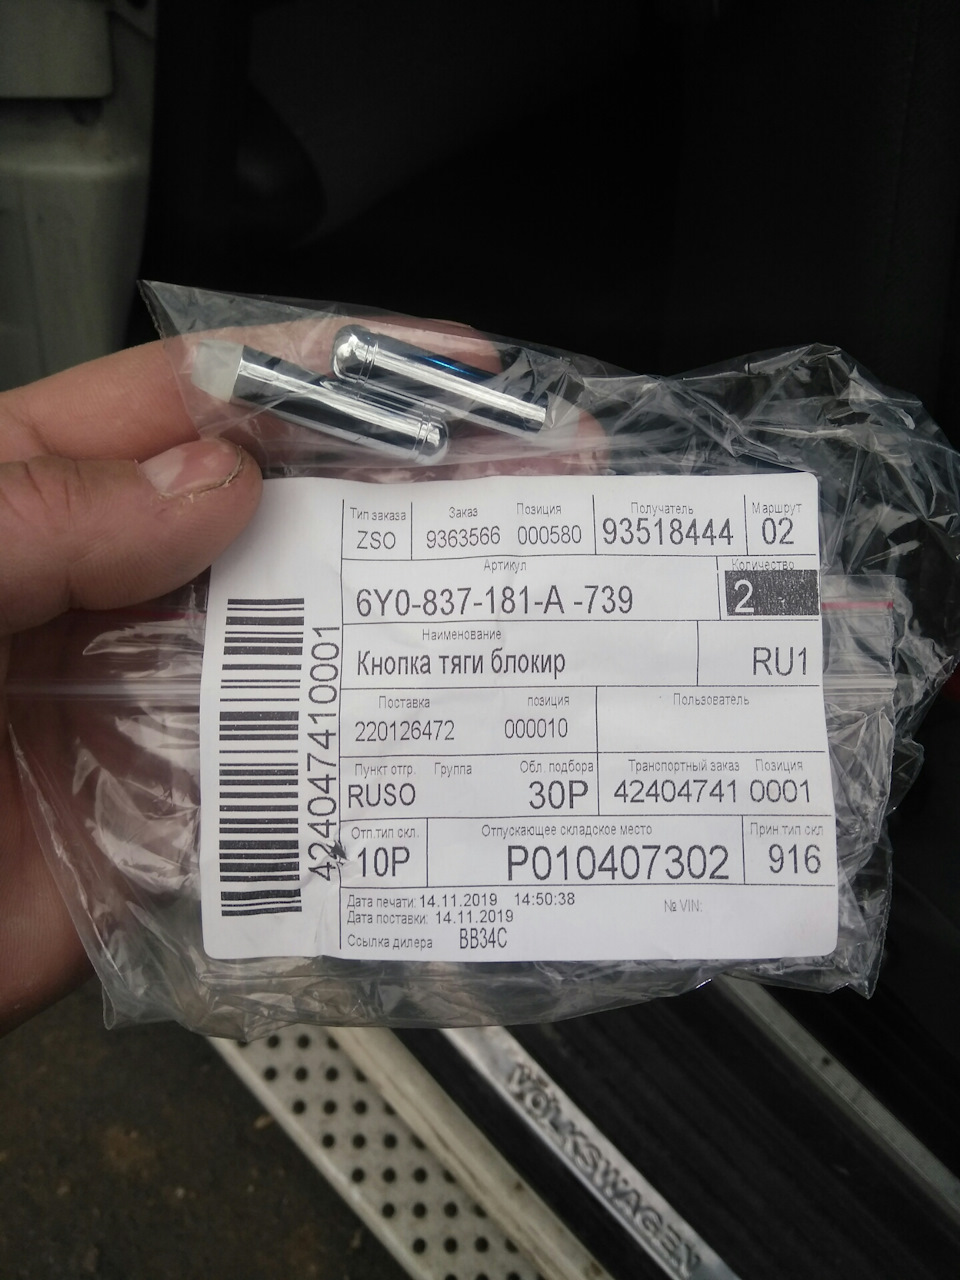 Тип заказа Заказ Позиция Получатель Маршрут
ZSO 9363566 000580 93518444 02
Артикул Количество
6Y0-837-181-A -739 2
Наименование
Кнопка тяги блокир RU1
Поставка позиция Пользователь
220126472 000010
Пункт отгр. Группа Обл. подбора Транспортный заказ Позиция
RUSO 30P 42404741 0001
Отп.тип скл. Отпускающее складское место Прин тип скл
10P P010407302 916
Дата печати: 14.11.2019 14:50:38 № VIN:
Дата поставки: 14.11.2019
Ссылка дилера BB34C
424047410001
VOLKSWAGEN